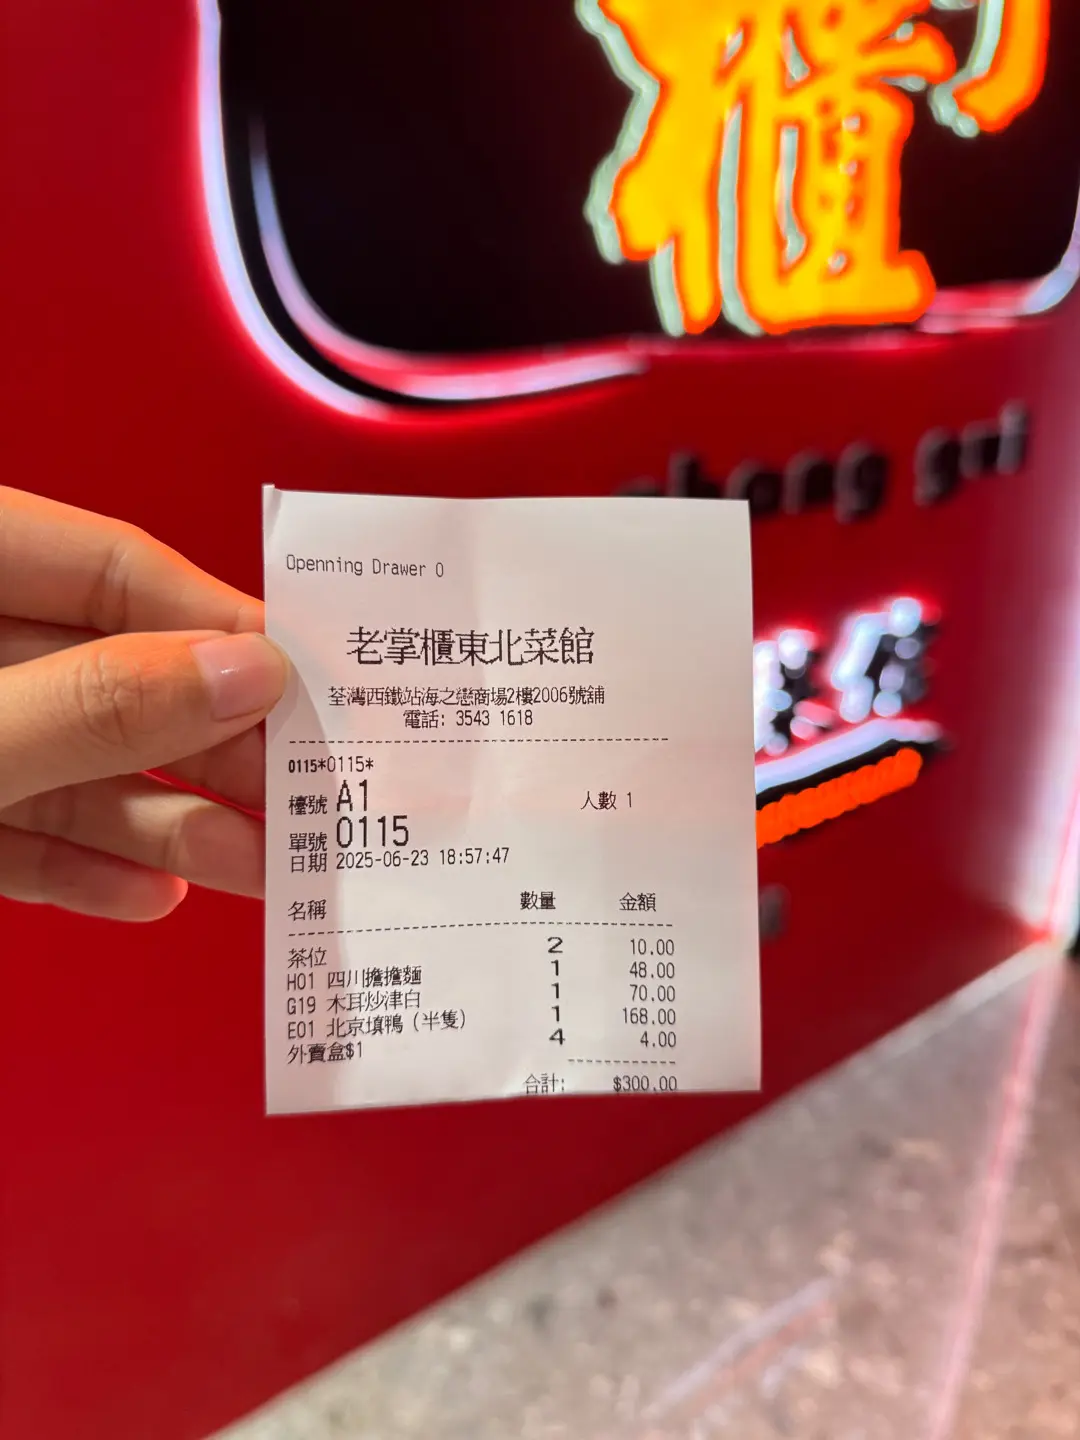 櫃
chang gui
Openning Drawer 0
老掌櫃東北菜館
荃灣西鐵站海之戀商場2樓2006號舖
電話: 3543 1618
0115*0115*
檯號 A1 人數 1
單號 0115
日期 2025-06-23 18:57:47
名稱 數量 金額
茶位 2 10.00
H01 四川擔擔麵 1 48.00
G19 木耳炒津白 1 70.00
E01 北京填鴨（半隻） 1 168.00
外賣盒$1 4 4.00
合計: $300.00